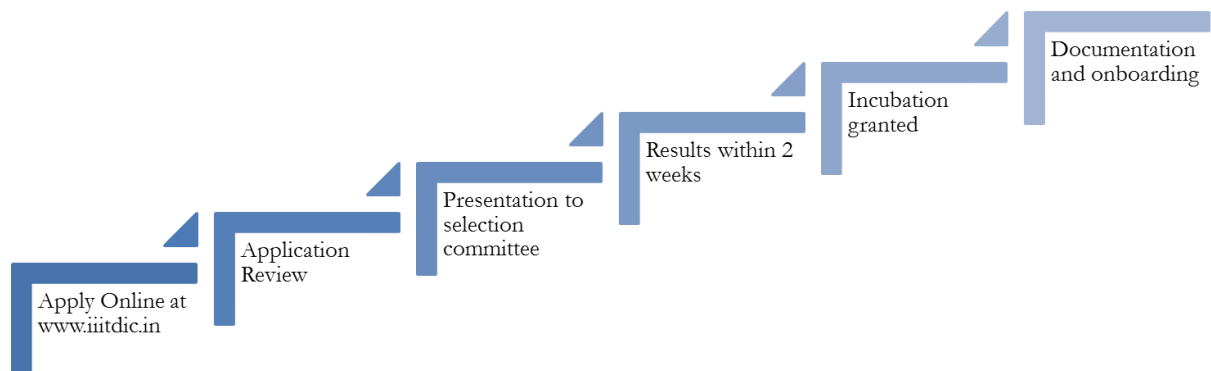 Apply Online at
www.iiitdic.in
Application
Review
Presentation to
selection
committee
Results within 2
weeks
Incubation
granted
Documentation
and onboarding